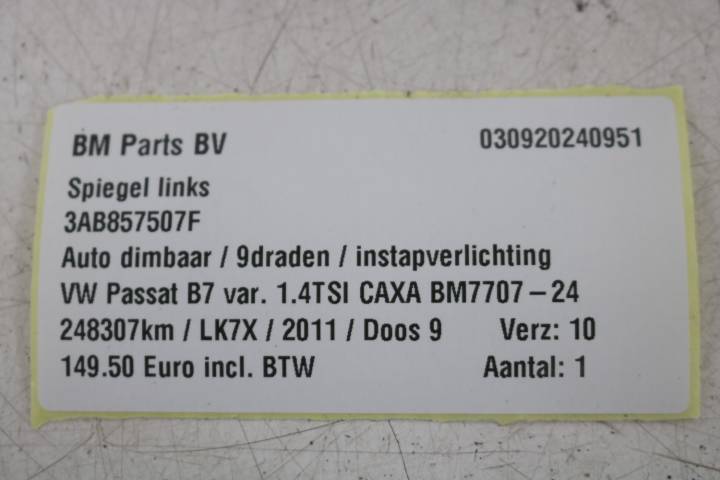 BM Parts BV 030920240951
Spiegel links
3AB857507F
Auto dimbaar / 9draden / instapverlichting
VW Passat B7 var. 1.4TSI CAXA BM7707-24
248307km / LK7X / 2011 / Doos 9 Verz: 10
149.50 Euro incl. BTW Aantal: 1